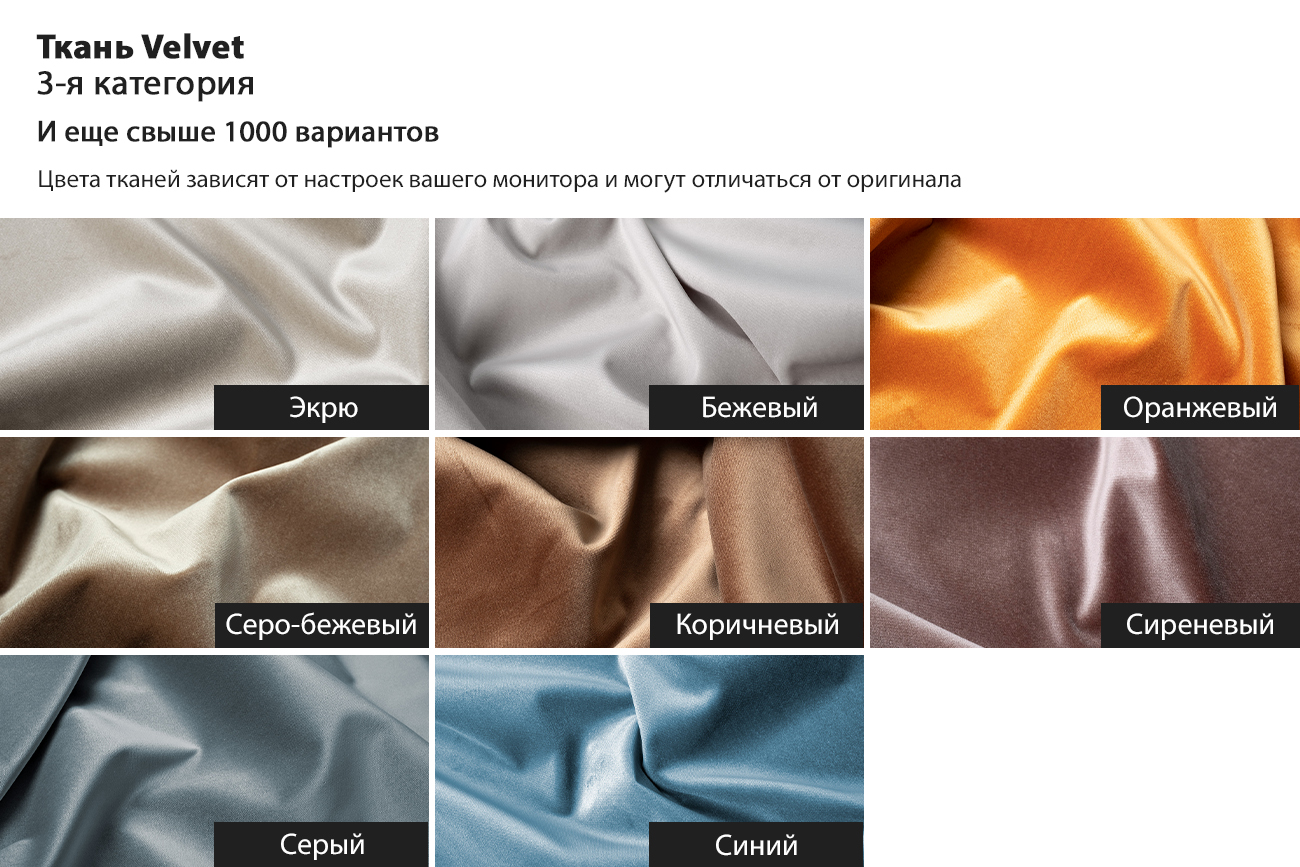 Ткань Velvet
3-я категория
И еще свыше 1000 вариантов
Цвета тканей зависят от настроек вашего монитора и могут отличаться от оригинала
Экрю
Бежевый
Оранжевый
Серо-бежевый
Коричневый
Сиреневый
Серый
Синий